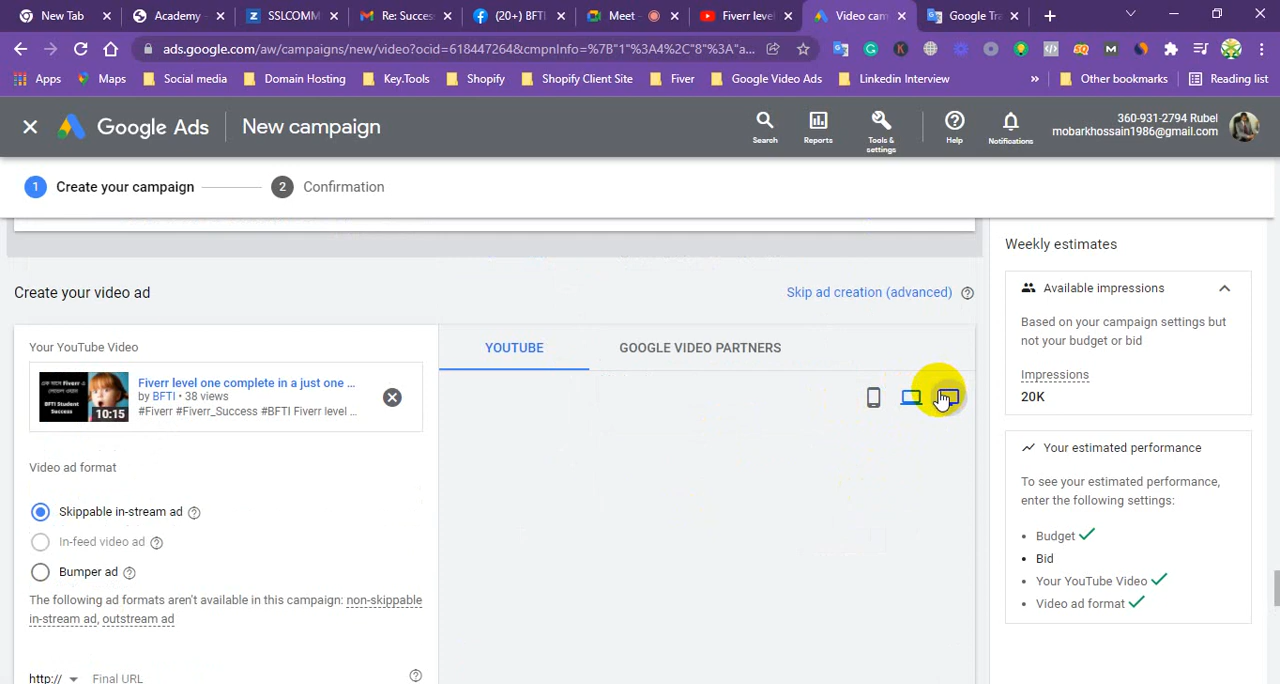 New Tab
Academy -
SSLCOMM
Re: Succes
(20+) BFTI
Meet -
Fiverr level
Video cam
Google Tra
ads.google.com/aw/campaigns/new/video?ocid=618447264&cmpnInfo=%7B"1"%3A4%2C"8"%3A"a...
Apps
Maps
Social media
Domain Hosting
Key.Tools
Shopify
Shopify Client Site
Fiver
Google Video Ads
Linkedin Interview
»
Other bookmarks
Reading list
Google Ads
New campaign
Search
Reports
Tools & settings
Help
Notifications
360-931-2794 Rubel
mobarkhossain1986@gmail.com
1 Create your campaign
2 Confirmation
Create your video ad
Skip ad creation (advanced)
Your YouTube Video
Fiverr level one complete in a just one ...
by BFTI • 38 views
#Fiverr #Fiverr_Success #BFTI Fiverr level ...
এক মাসে Fiverr এ
BFTI Student
Success
10:15
Video ad format
Skippable in-stream ad
In-feed video ad
Bumper ad
The following ad formats aren't available in this campaign: non-skippable
in-stream ad, outstream ad
http://
Final URL
YOUTUBE
GOOGLE VIDEO PARTNERS
Weekly estimates
Available impressions
Based on your campaign settings but
not your budget or bid
Impressions
20K
Your estimated performance
To see your estimated performance,
enter the following settings:
• Budget
• Bid
• Your YouTube Video
• Video ad format